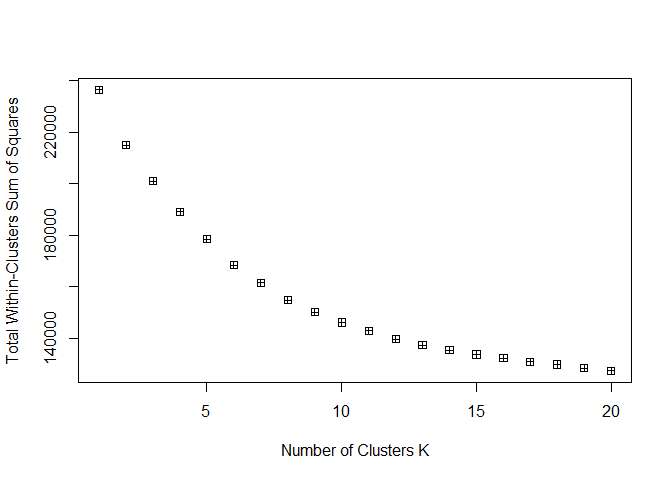 Total Within-Clusters Sum of Squares
220000
180000
140000
5 10 15 20
Number of Clusters K